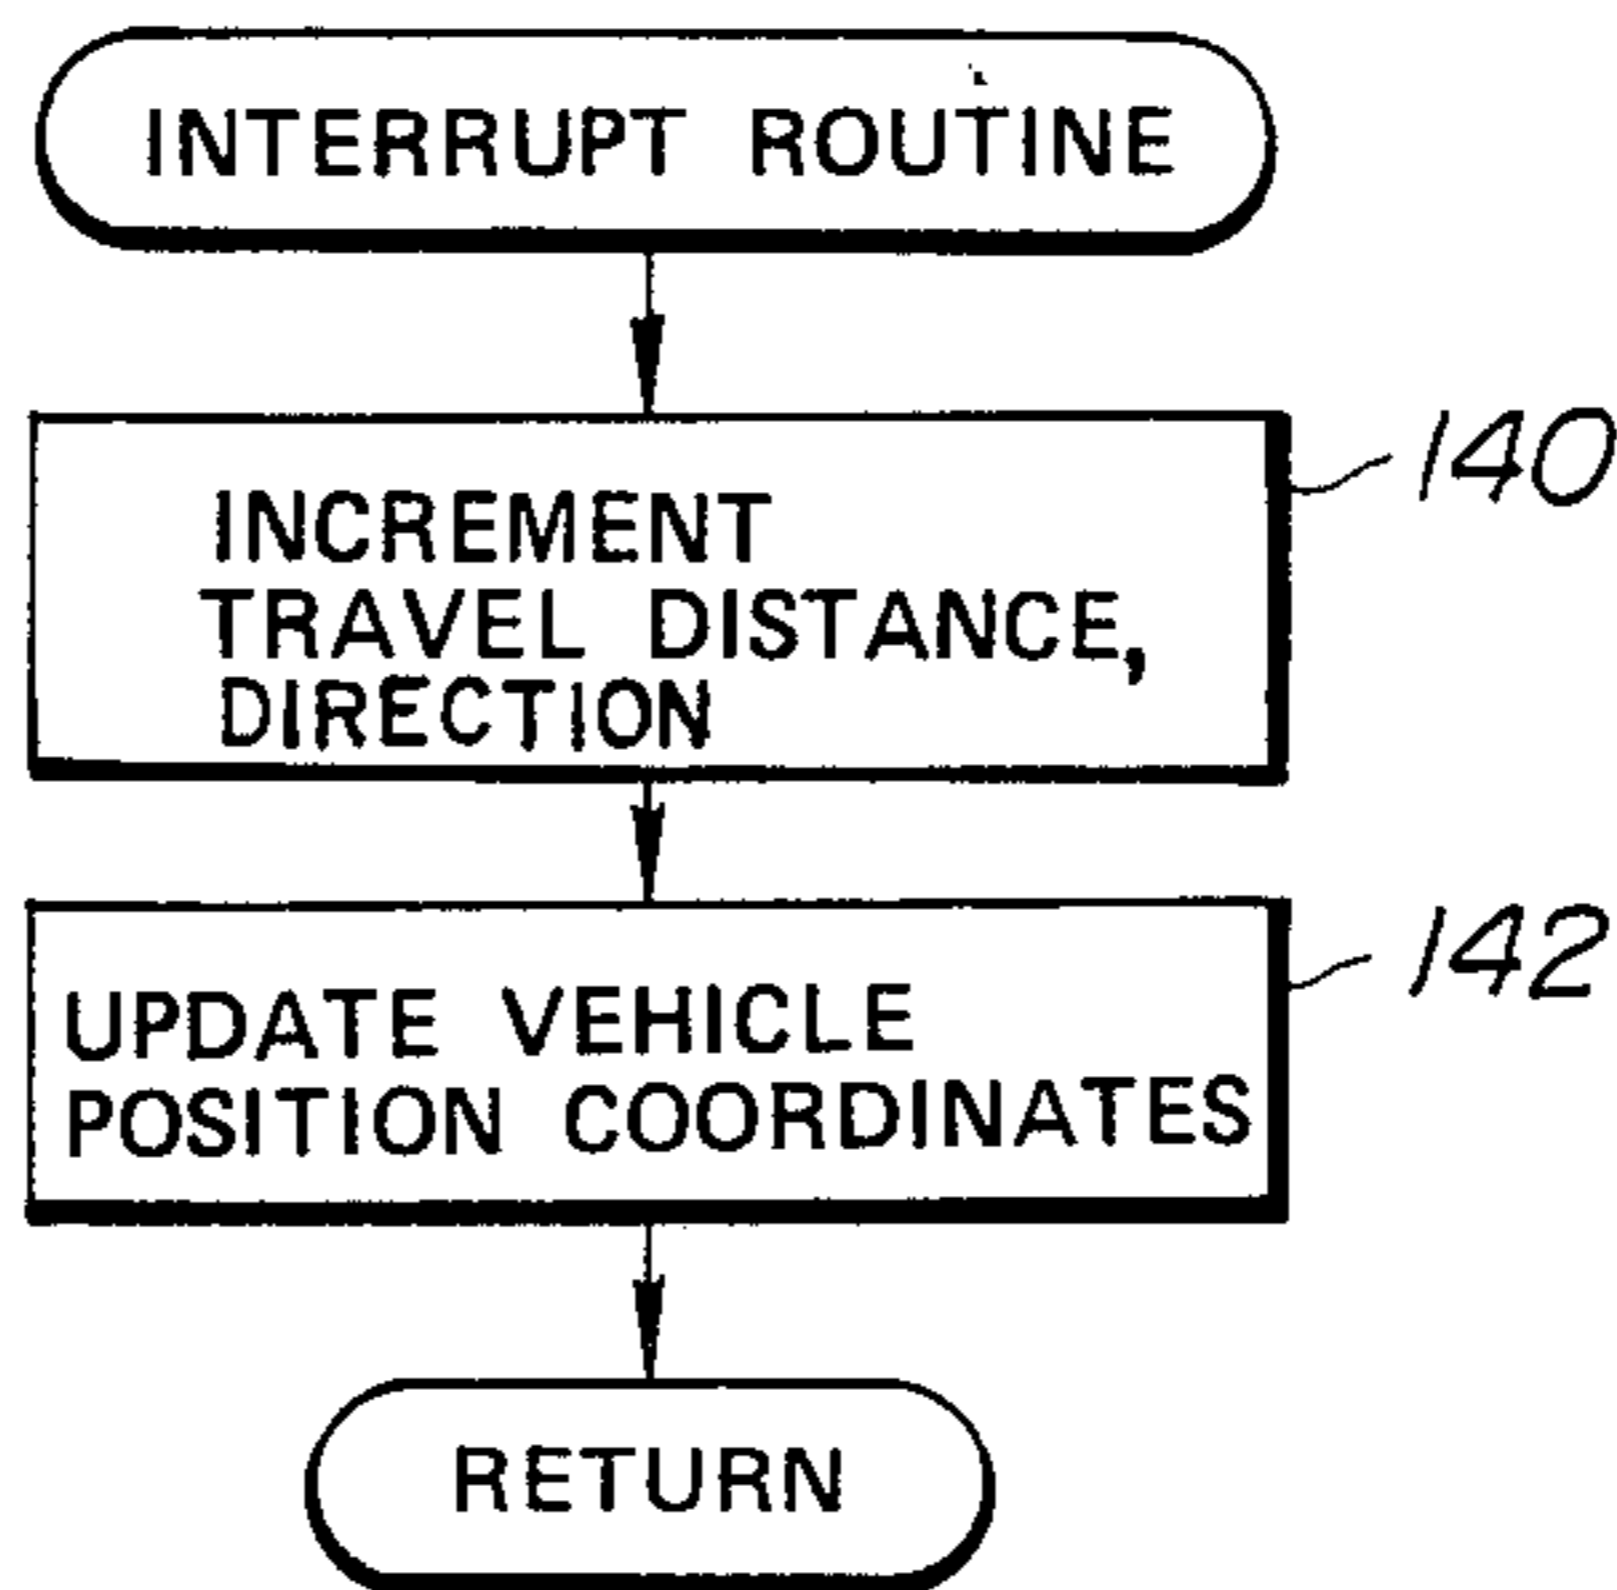 INTERRUPT ROUTINE
INCREMENT
TRAVEL DISTANCE,
DIRECTION
140
UPDATE VEHICLE
POSITION COORDINATES
142
RETURN